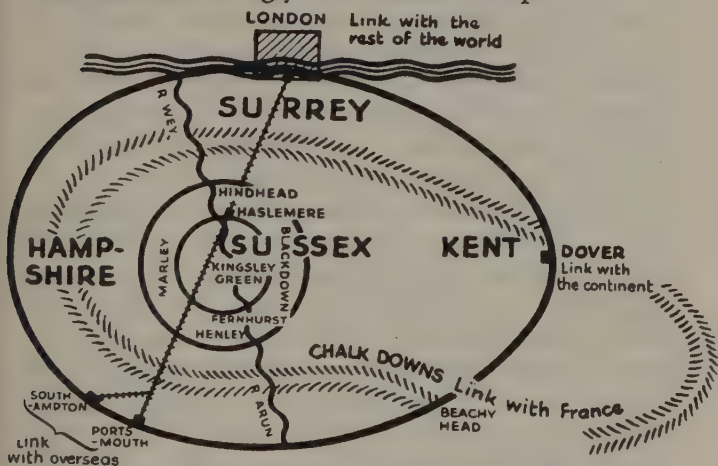 LONDON
Link with the
rest of the world
R WEY.
SURREY
HINDHEAD
HASLEMERE
HAMP-
SHIRE
MARLEY
SUSSEX
BLACKDOWN
KINGSLEY
GREEN
KENT
DOVER
Link with
the continent
FERNHURST
HENLEY
CHALK DOWNS
Link with France
BEACHY
HEAD
R ARUN
SOUTH
-AMPTON
PORTS
-MOUTH
Link
with overseas